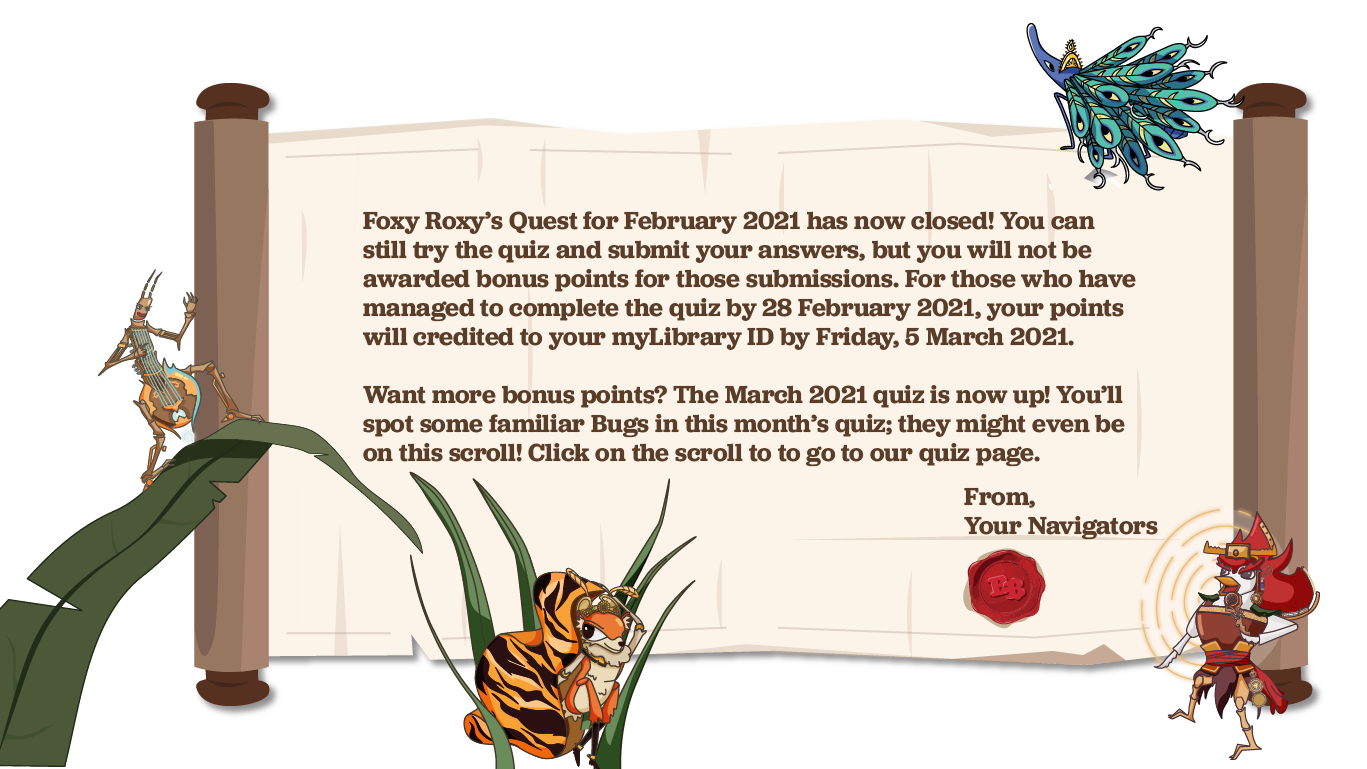 Foxy Roxy’s Quest for February 2021 has now closed! You can
still try the quiz and submit your answers, but you will not be
awarded bonus points for those submissions. For those who have
managed to complete the quiz by 28 February 2021, your points
will credited to your myLibrary ID by Friday, 5 March 2021.
Want more bonus points? The March 2021 quiz is now up! You’ll
spot some familiar Bugs in this month’s quiz; they might even be
on this scroll! Click on the scroll to to go to our quiz page.
From,
Your Navigators
BB